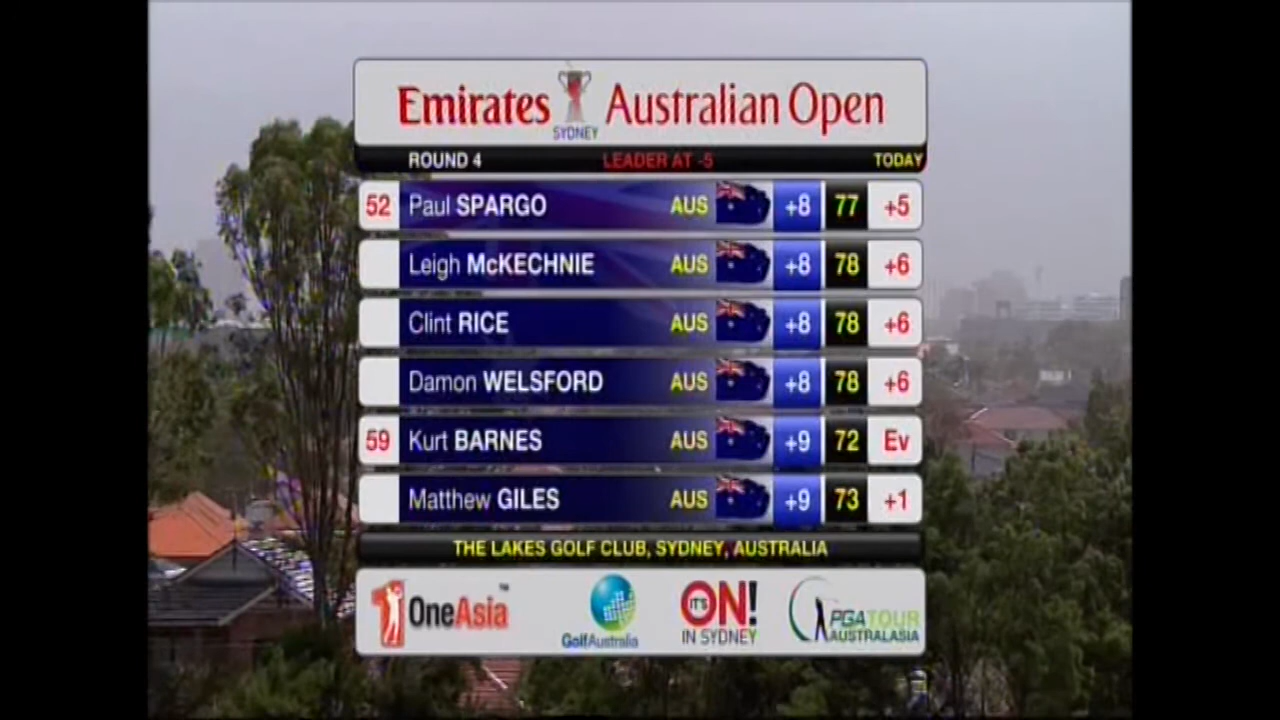 Emirates Australian Open
SYDNEY
ROUND 4 LEADER AT -5 TODAY
52 Paul SPARGO AUS +8 77 +5
Leigh McKECHNIE AUS +8 78 +6
Clint RICE AUS +8 78 +6
Damon WELSFORD AUS +8 78 +6
59 Kurt BARNES AUS +9 72 Ev
Matthew GILES AUS +9 73 +1
THE LAKES GOLF CLUB, SYDNEY, AUSTRALIA
1 OneAsia™
GolfAustralia
IT'S ON!
IN SYDNEY
PGA TOUR
AUSTRALASIA